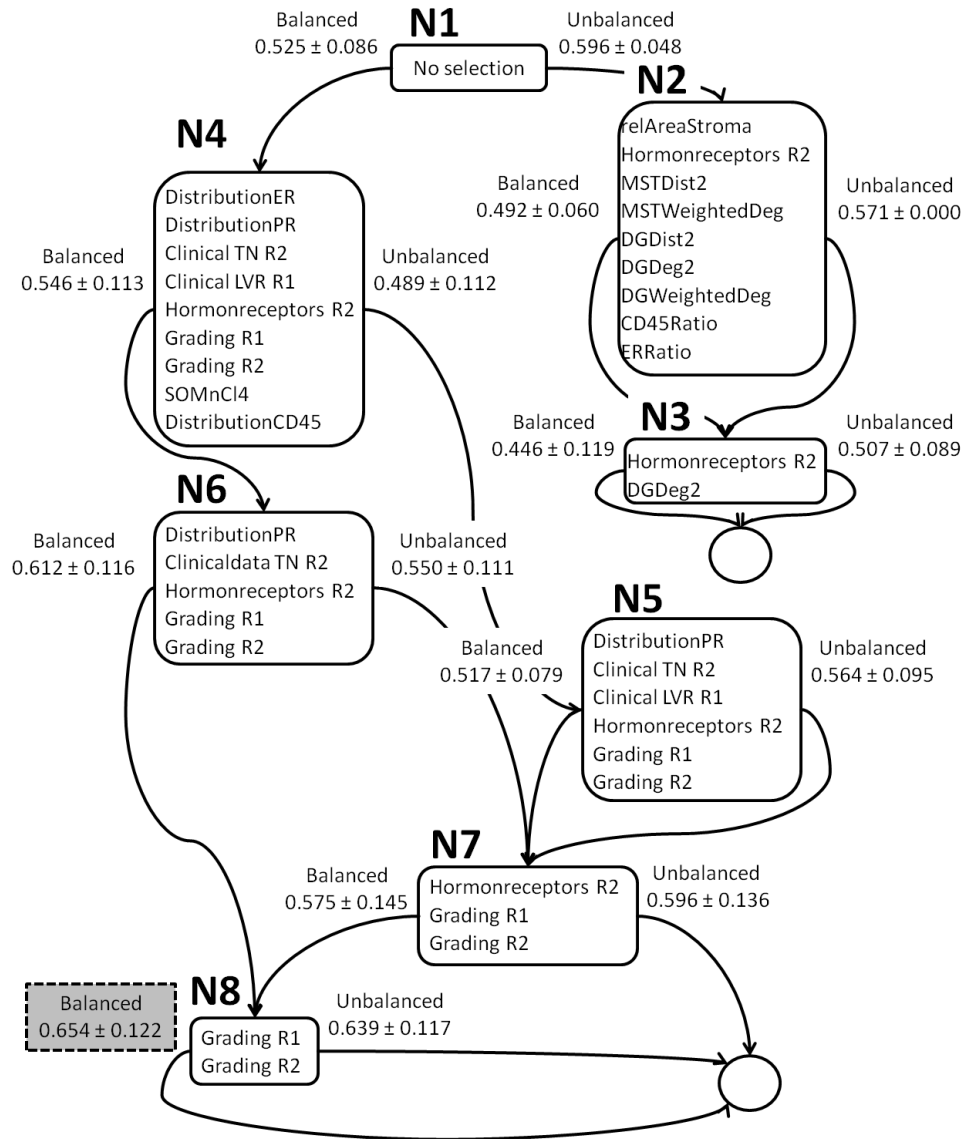 Balanced
0.525 ± 0.086
N1
Unbalanced
0.596 ± 0.048
No selection
N2
relAreaStroma
Hormonreceptors R2
MSTDist2
MSTWeightedDeg
DGDist2
DGDeg2
DGWeightedDeg
CD45Ratio
ERRatio
Balanced
0.492 ± 0.060
Unbalanced
0.571 ± 0.000
N4
DistributionER
DistributionPR
Clinical TN R2
Clinical LVR R1
Hormonreceptors R2
Grading R1
Grading R2
SOMnCl4
DistributionCD45
Balanced
0.546 ± 0.113
Unbalanced
0.489 ± 0.112
N3
Balanced
0.446 ± 0.119
Unbalanced
0.507 ± 0.089
Hormonreceptors R2
DGDeg2
N6
Balanced
0.612 ± 0.116
DistributionPR
Clinicaldata TN R2
Hormonreceptors R2
Grading R1
Grading R2
Unbalanced
0.550 ± 0.111
N5
Balanced
0.517 ± 0.079
DistributionPR
Clinical TN R2
Clinical LVR R1
Hormonreceptors R2
Grading R1
Grading R2
Unbalanced
0.564 ± 0.095
N7
Balanced
0.575 ± 0.145
Hormonreceptors R2
Grading R1
Grading R2
Unbalanced
0.596 ± 0.136
N8
Balanced
0.654 ± 0.122
Grading R1
Grading R2
Unbalanced
0.639 ± 0.117